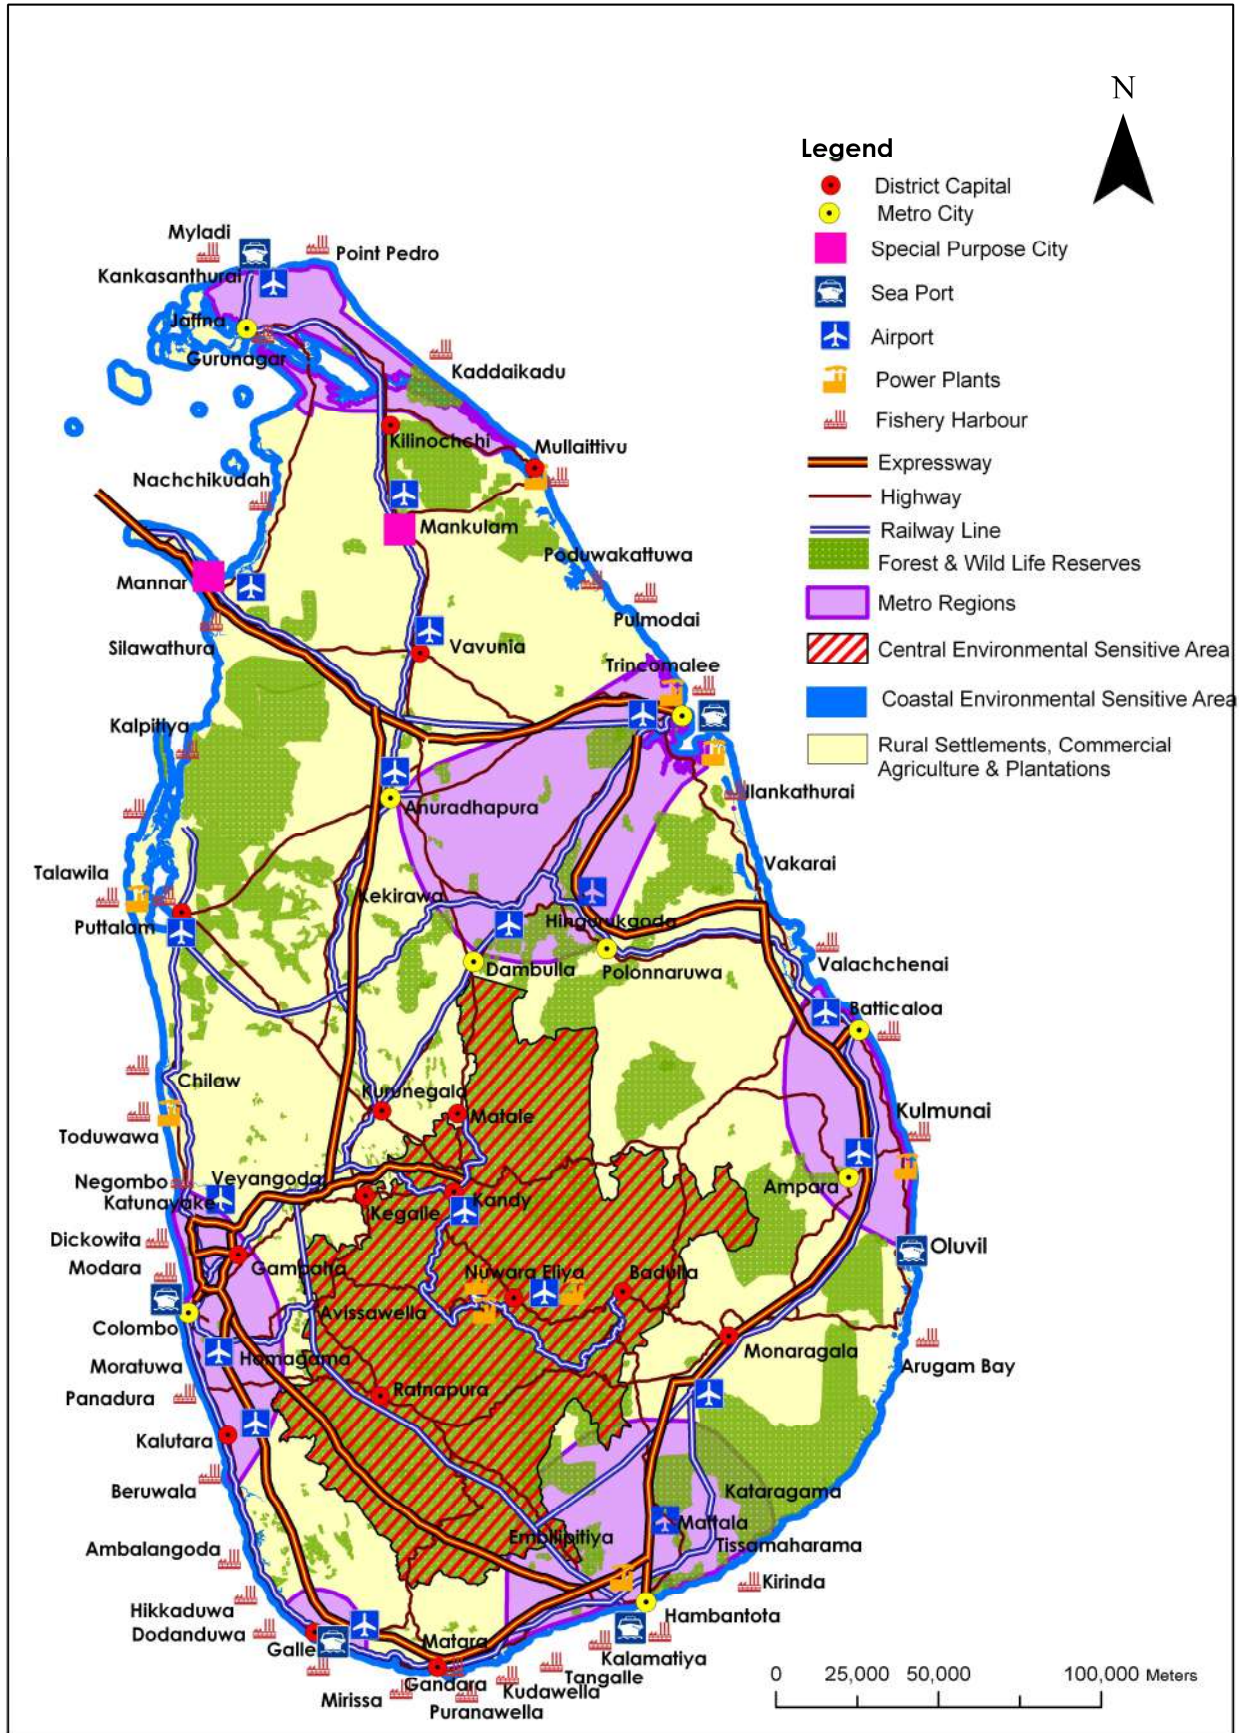 N
Legend
District Capital
Metro City
Special Purpose City
Sea Port
Airport
Power Plants
Fishery Harbour
Expressway
Highway
Railway Line
Forest & Wild Life Reserves
Metro Regions
Central Environmental Sensitive Area
Coastal Environmental Sensitive Area
Rural Settlements, Commercial
Agriculture & Plantations
Myladi
Point Pedro
Kankasanthurai
Jaffna
Gurunagar
Kaddaikadu
Kilinochchi
Mullaittivu
Nachchikudah
Mankulam
Poduwakattuwa
Mannar
Pulmodai
Silawathura
Vavunia
Trincomalee
Kalpitiya
Illankathurai
Anuradhapura
Vakarai
Talawila
Kekirawa
Puttalam
Hingurukgoda
Valachchenai
Dambulla
Polonnaruwa
Batticaloa
Chilaw
Kurunegala
Matale
Kulmunai
Toduwawa
Negombo
Veyangoda
Ampara
Katunayake
Kegalle
Kandy
Dickowita
Oluvil
Modara
Gampaha
Nuwara Eliya
Badulla
Avissawella
Colombo
Monaragala
Moratuwa
Homagama
Arugam Bay
Panadura
Ratnapura
Kalutara
Beruwala
Kataragama
Mattala
Embilipitiya
Tissamaharama
Ambalangoda
Kirinda
Hikkaduwa
Hambantota
Dodanduwa
Galle
Matara
Kalamatiya
Tangalle
Gandara
Kudawella
Mirissa
Puranawella
0 25,000 50,000 100,000 Meters